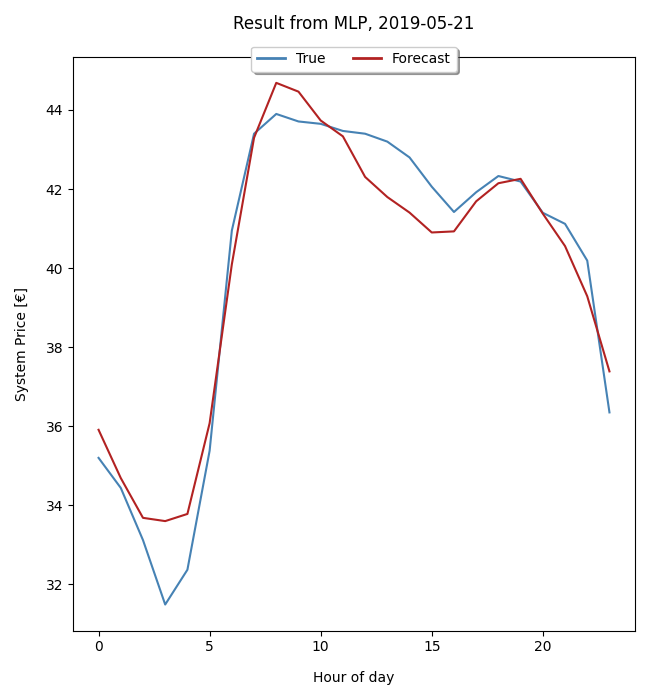 Result from MLP, 2019-05-21
True Forecast
System Price [€]
44
42
40
38
36
34
32
0 5 10 15 20
Hour of day